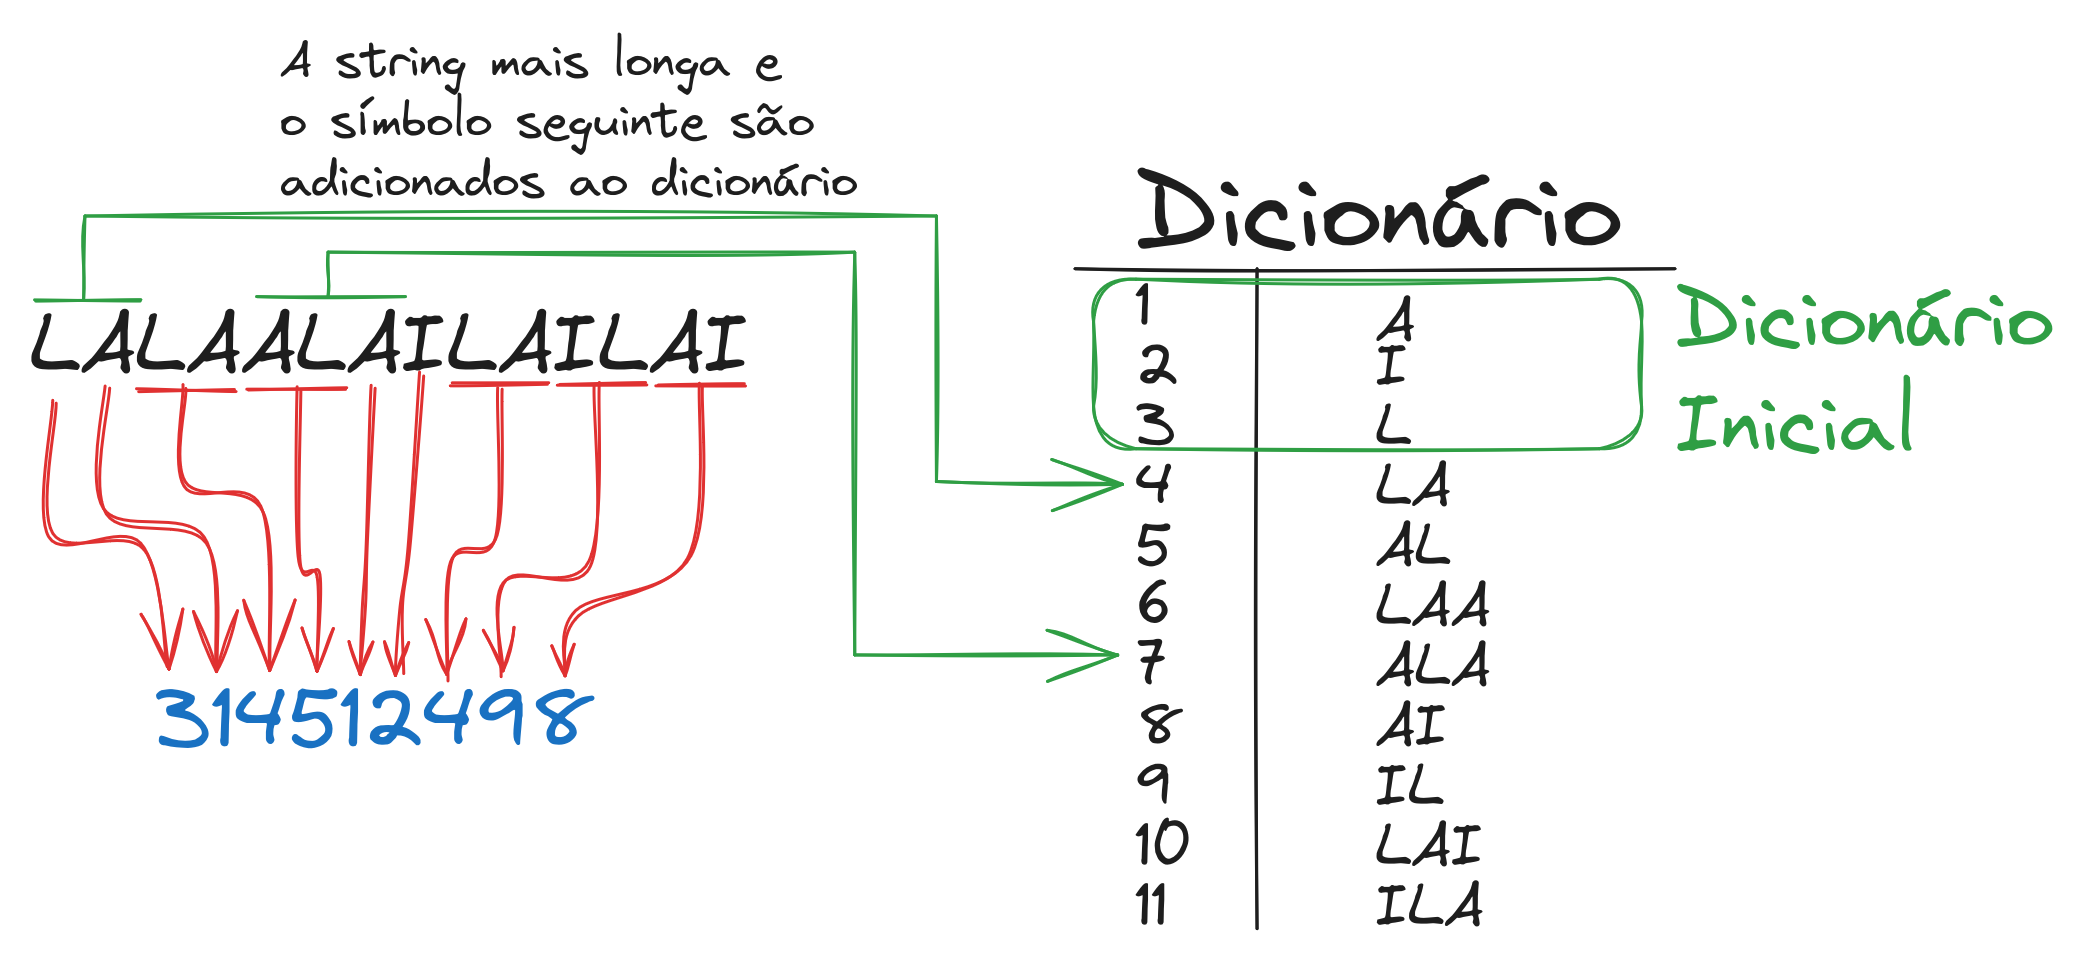 A string mais longa e
o símbolo seguinte são
adicionados ao dicionário
LALAALAILAILAI
314512498
Dicionário
1 A
2 I
3 L
4 LA
5 AL
6 LAA
7 ALA
8 AI
9 IL
10 LAI
11 ILA
Dicionário
Inicial